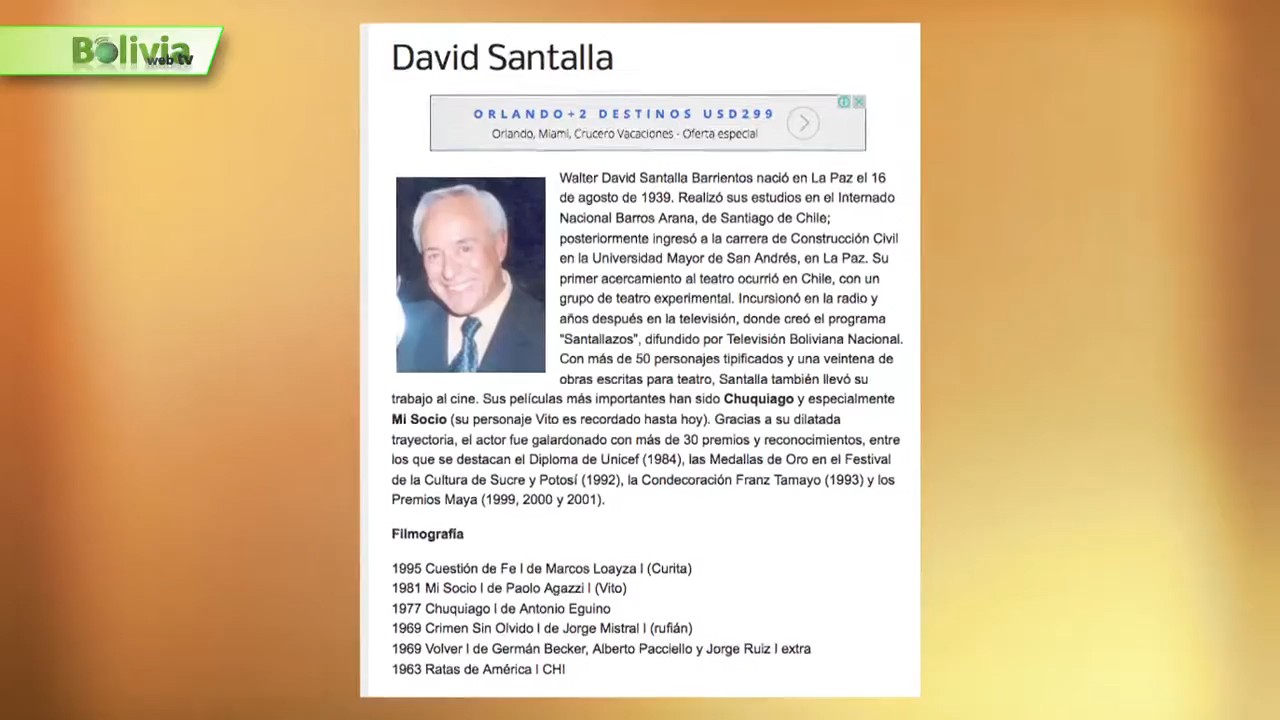 Bolivia
web tv
David Santalla
ORLANDO+2 DESTINOS USD299
Orlando, Miami, Crucero Vacaciones - Oferta especial
Walter David Santalla Barrientos nació en La Paz el 16
de agosto de 1939. Realizó sus estudios en el Internado
Nacional Barros Arana, de Santiago de Chile;
posteriormente ingresó a la carrera de Construcción Civil
en la Universidad Mayor de San Andrés, en La Paz. Su
primer acercamiento al teatro ocurrió en Chile, con un
grupo de teatro experimental. Incursionó en la radio y
años después en la televisión, donde creó el programa
“Santallazos”, difundido por Televisión Boliviana Nacional.
Con más de 50 personajes tipificados y una veintena de
obras escritas para teatro, Santalla también llevó su
trabajo al cine. Sus películas más importantes han sido Chuquiago y especialmente
Mi Socio (su personaje Vito es recordado hasta hoy). Gracias a su dilatada
trayectoria, el actor fue galardonado con más de 30 premios y reconocimientos, entre
los que se destacan el Diploma de Unicef (1984), las Medallas de Oro en el Festival
de la Cultura de Sucre y Potosí (1992), la Condecoración Franz Tamayo (1993) y los
Premios Maya (1999, 2000 y 2001).
Filmografía
1995 Cuestión de Fe I de Marcos Loayza I (Curita)
1981 Mi Socio I de Paolo Agazzi I (Vito)
1977 Chuquiago I de Antonio Eguino
1969 Crimen Sin Olvido I de Jorge Mistral I (rufián)
1969 Volver I de Germán Becker, Alberto Pacciello y Jorge Ruiz I extra
1963 Ratas de América I CHI